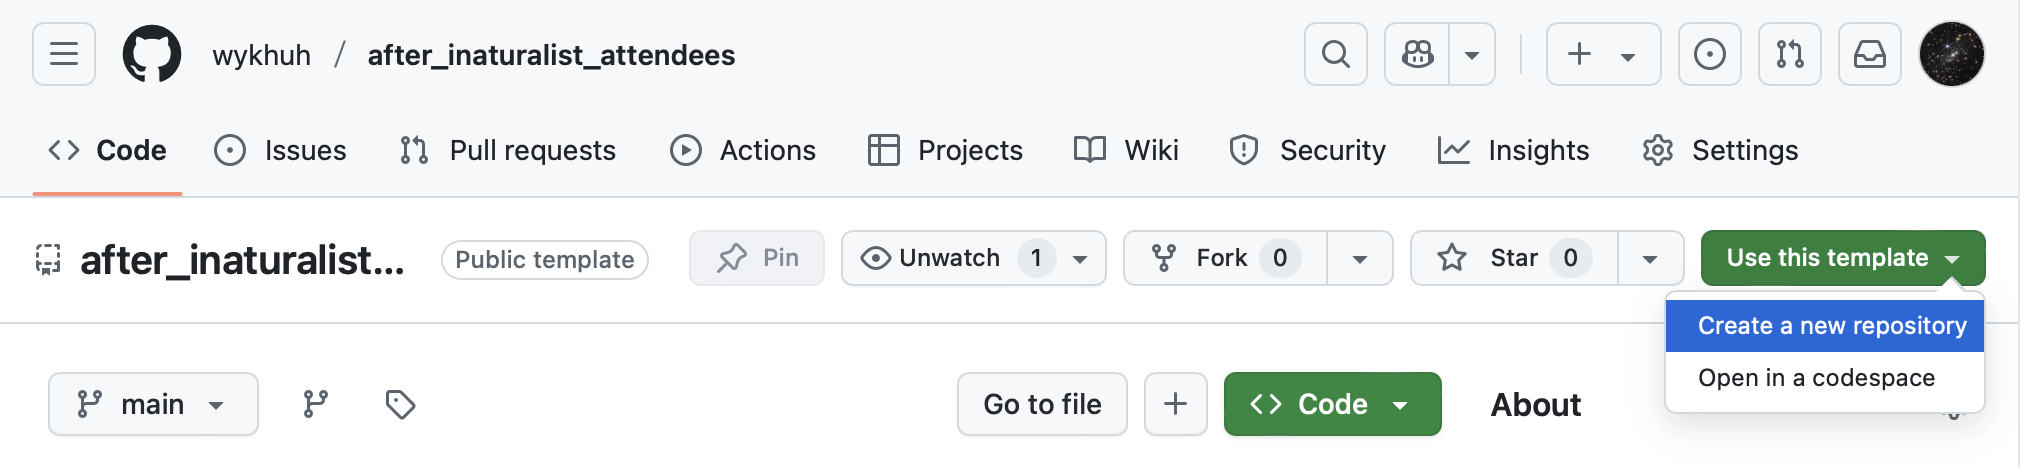 wykhuh / after_inaturalist_attendees
Code Issues Pull requests Actions Projects Wiki Security Insights Settings
after_inaturalist... Public template Pin Unwatch 1 Fork 0 Star 0 Use this template
Create a new repository
Open in a codespace
main Go to file Code About